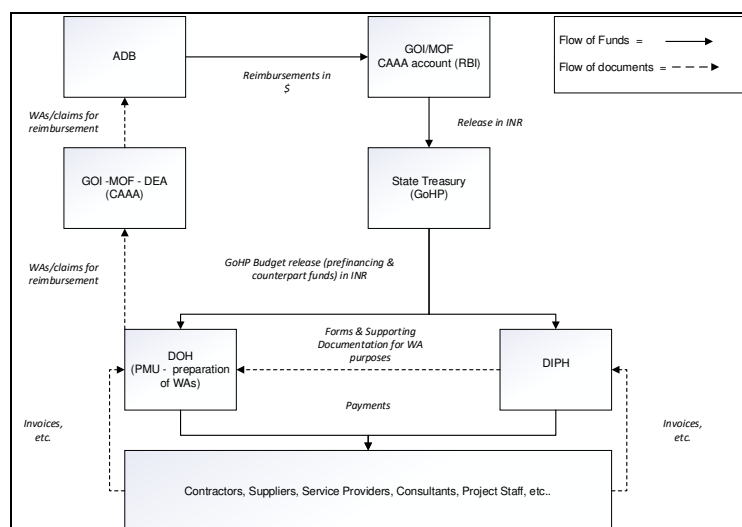 ADB
Reimbursements in
$
GOI/MOF
CAAA account (RBI)
Flow of Funds =
Flow of documents =
WAs/claims for
reimbursement
Release in INR
GOI -MOF - DEA
(CAAA)
State Treasury
(GoHP)
WAs/claims for
reimbursement
GoHP Budget release (prefinancing &
counterpart funds) in INR
DOH
(PMU - preparation
of WAs)
Forms & Supporting
Documentation for WA
purposes
DIPH
Payments
Invoices,
etc.
Invoices,
etc.
Contractors, Suppliers, Service Providers, Consultants, Project Staff, etc..